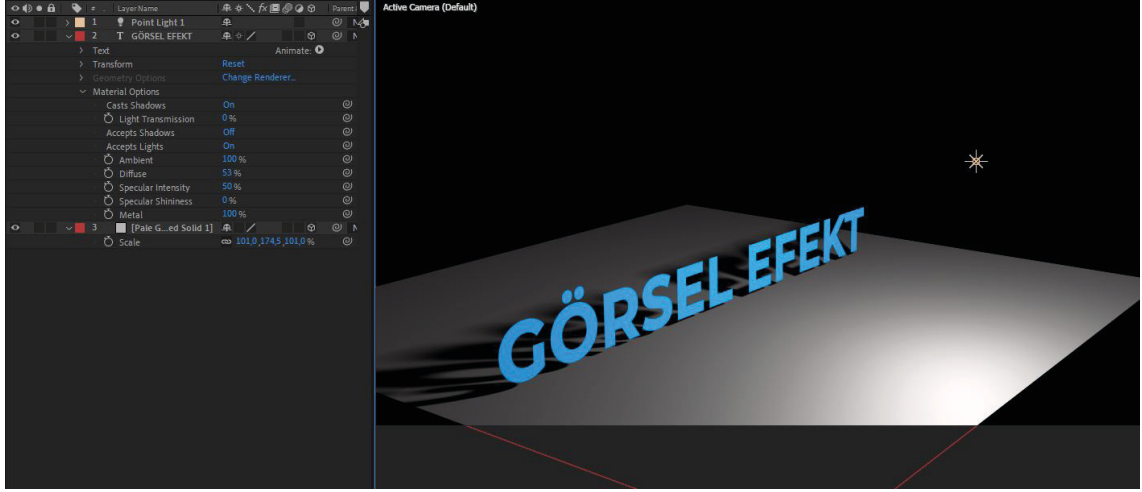 # LayerName Parent
1 Point Light 1
2 T GÖRSEL EFEKT
Text Animate:
Transform Reset
Geometry Options Change Renderer...
Material Options
Casts Shadows On
Light Transmission 0 %
Accepts Shadows Off
Accepts Lights On
Ambient 100 %
Diffuse 53 %
Specular Intensity 50 %
Specular Shininess 0 %
Metal 100 %
3 [Pale G...ed Solid 1]
Scale 101,0,174,5,101,0 %
Active Camera (Default)
GÖRSEL EFEKT